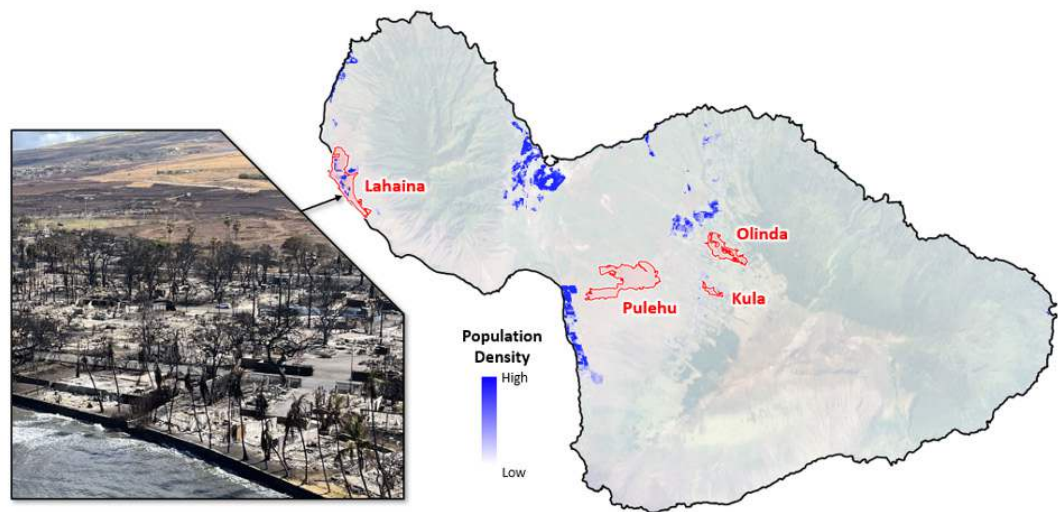 Lahaina
Olinda
Kula
Pulehu
Population
Density
High
Low